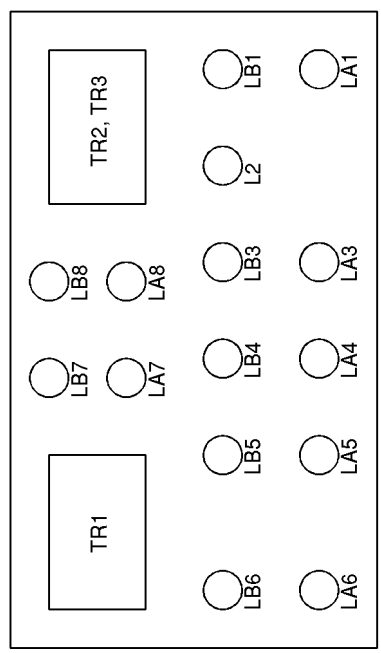 TR2, TR3
LB1
LA1
L2
LB8
LA8
LB3
LA3
LB7
LA7
LB4
LA4
LB5
LA5
TR1
LB6
LA6